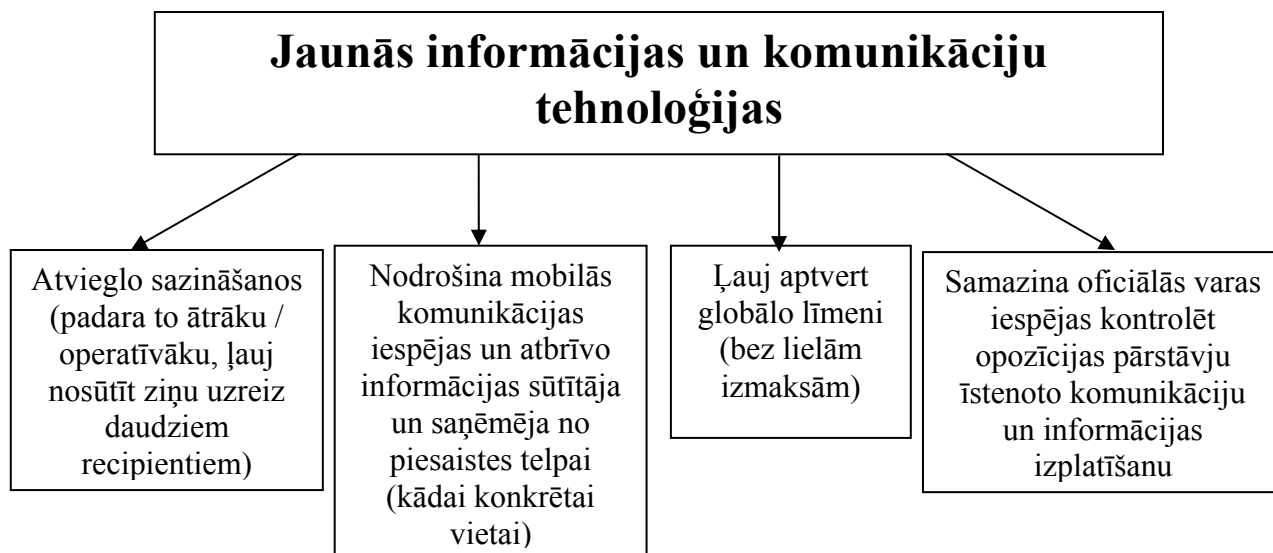 Jaunās informācijas un komunikāciju
tehnoloģijas
Atvieglo sazināšanos
(padara to ātrāku /
operatīvāku, ļauj
nosūtīt ziņu uzreiz
daudziem
recipientiem)
Nodrošina mobilās
komunikācijas
iespējas un atbrīvo
informācijas sūtītāja
un saņēmēja no
piesaistes telpai
(kādai konkrētai
vietai)
Ļauj aptvert
globālo līmeni
(bez lielām
izmaksām)
Samazina oficiālās varas
iespējas kontrolēt
opozīcijas pārstāvju
īstenoto komunikāciju
un informācijas
izplatīšanu